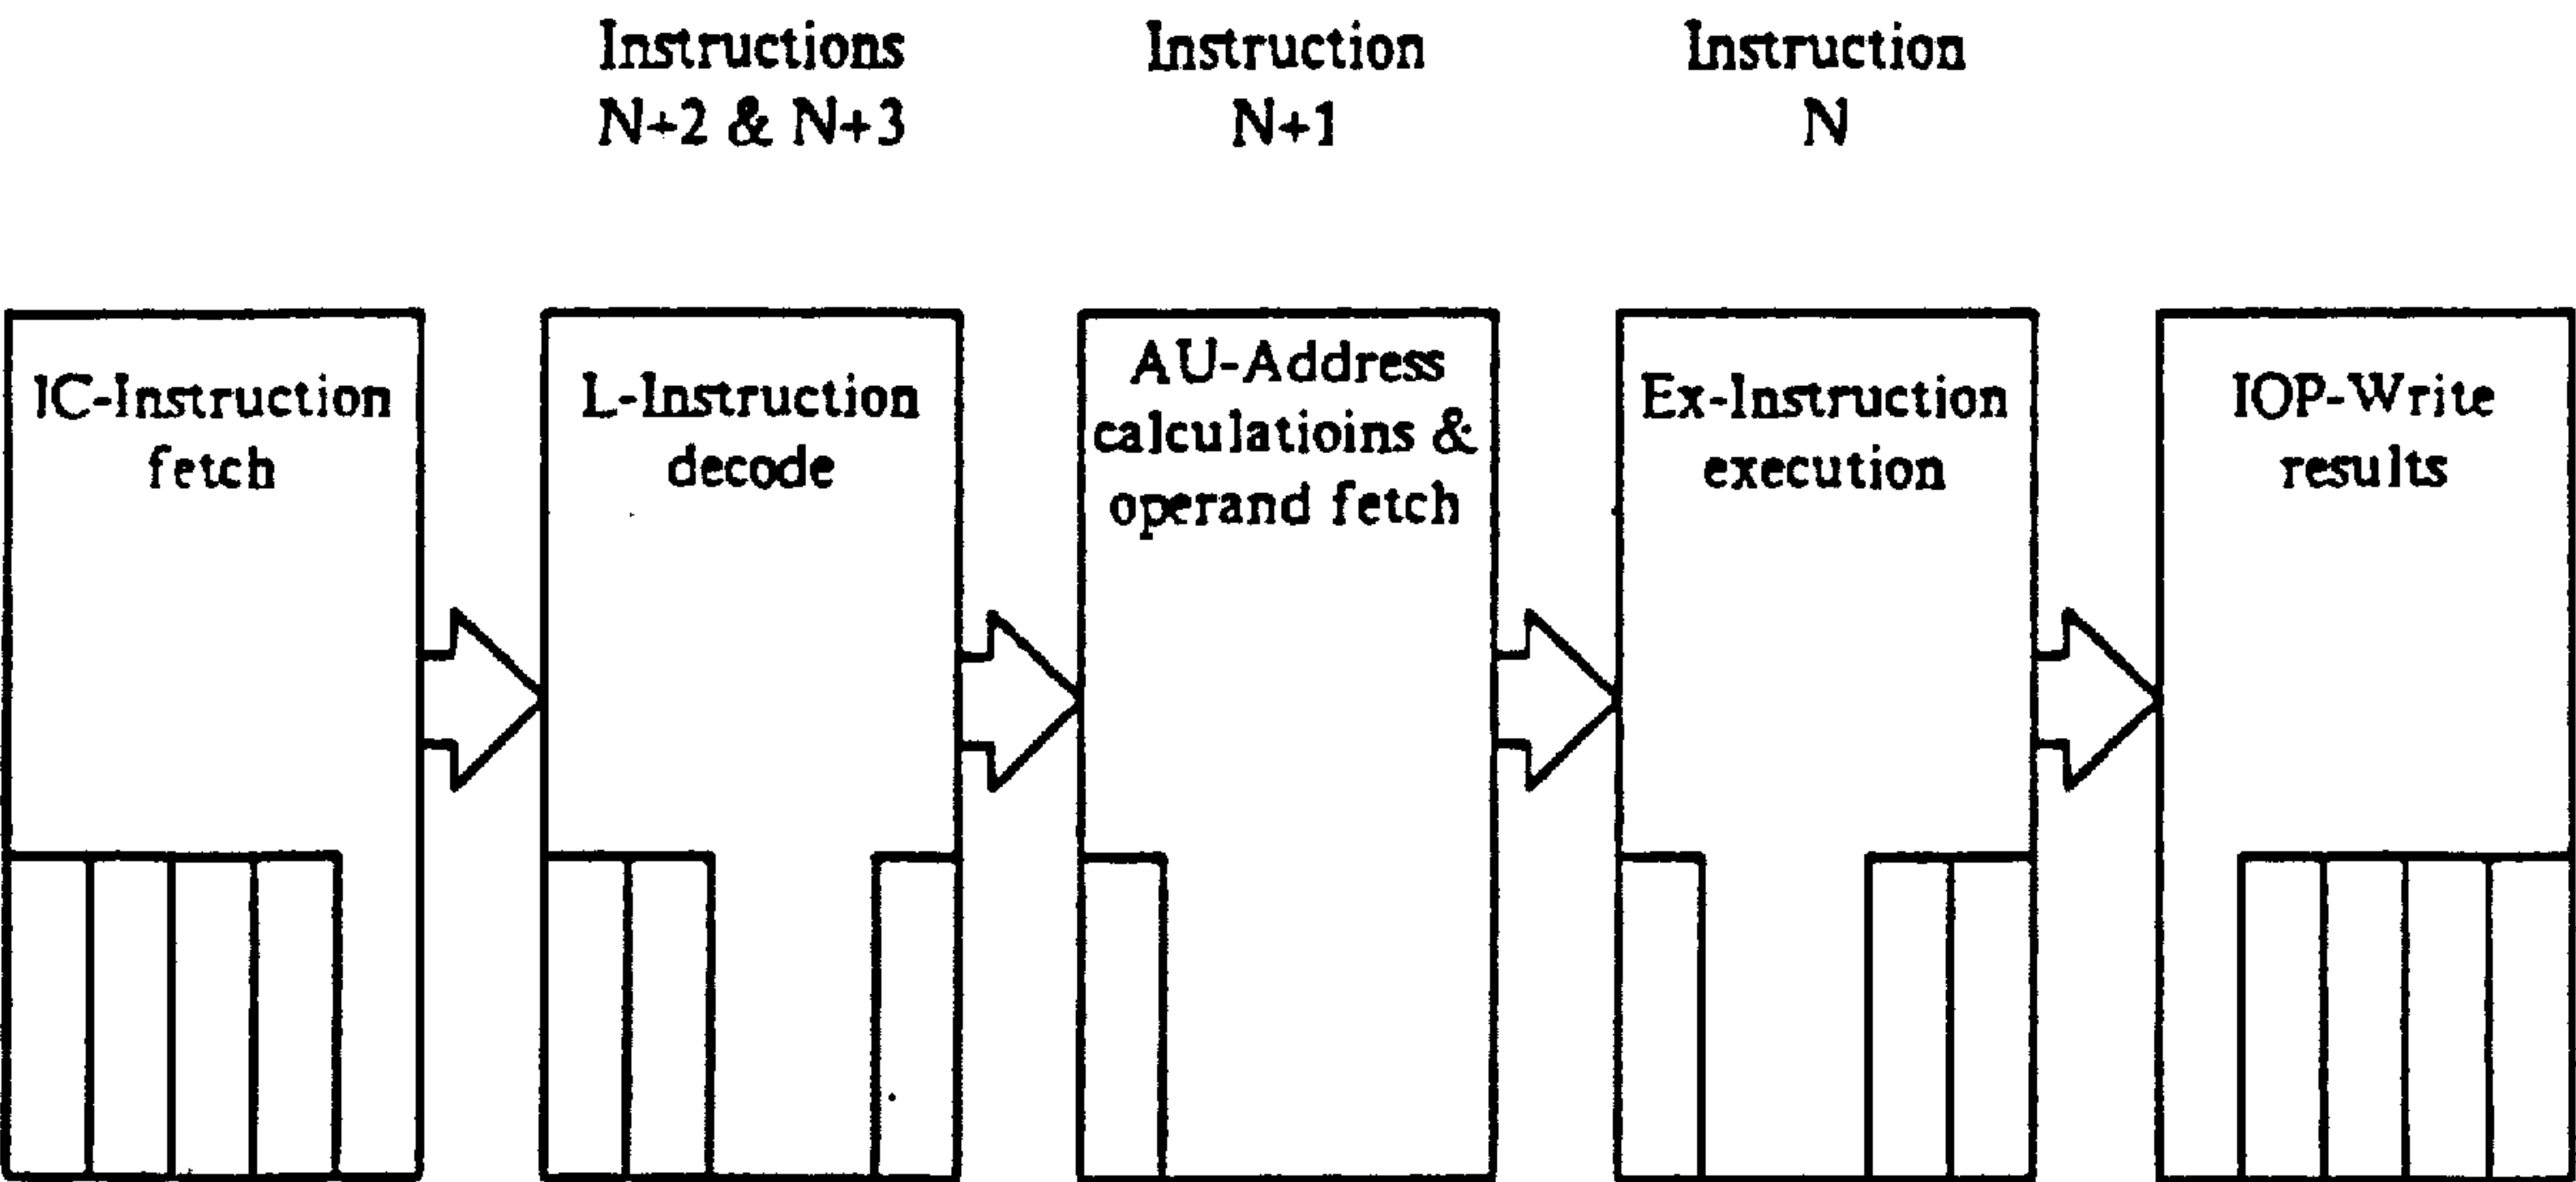 Instructions
N+2 & N+3
Instruction
N+1
Instruction
N
IC-Instruction
fetch
L-Instruction
decode
AU-Address
calculatioins &
operand fetch
Ex-Instruction
execution
IOP-Write
results